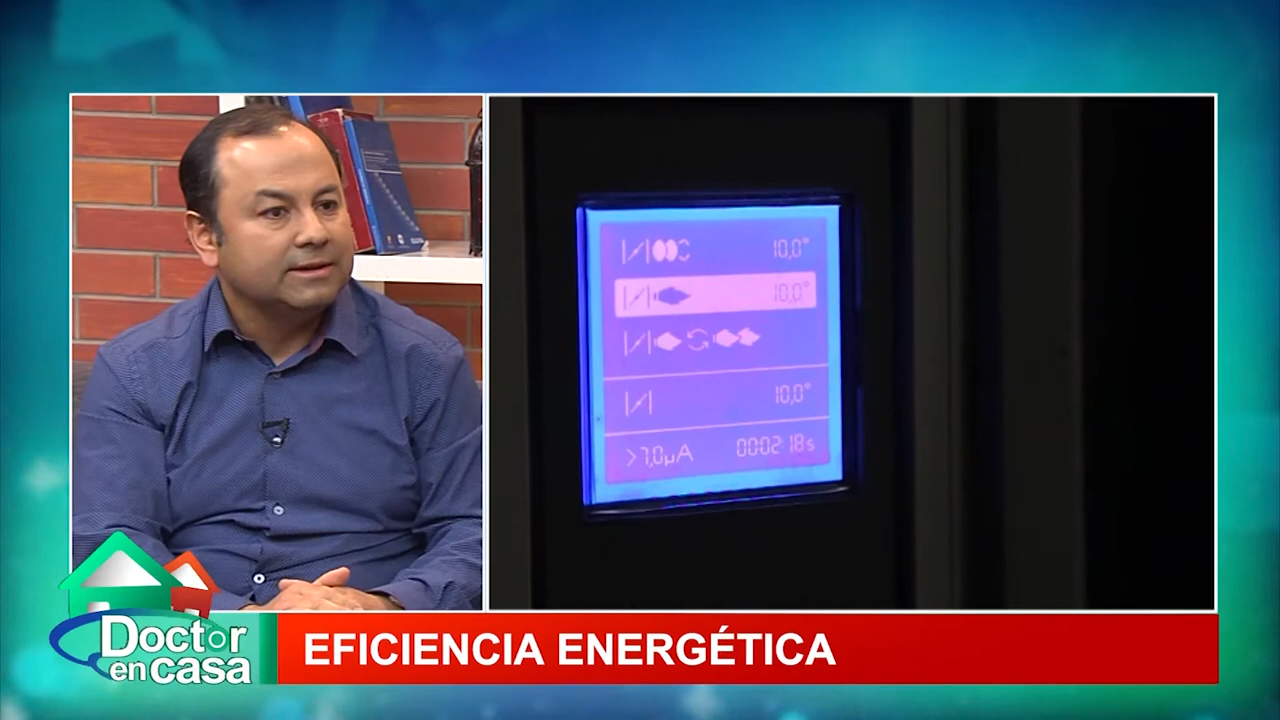 10,0°
10,0°
10,0°
>7,0µA 00:02:18s
Doctor
en casa
EFICIENCIA ENERGÉTICA